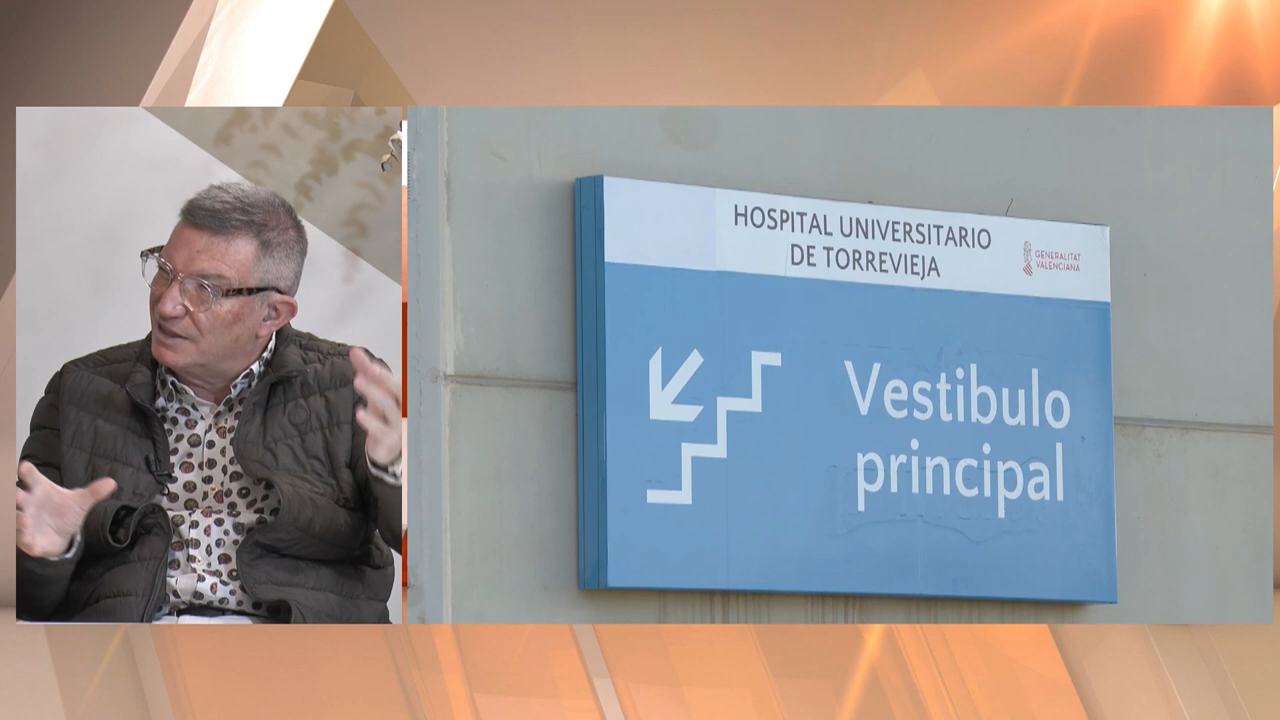 HOSPITAL UNIVERSITARIO
DE TORREVIEJA
GENERALITAT
VALENCIANA
Vestibulo
principal